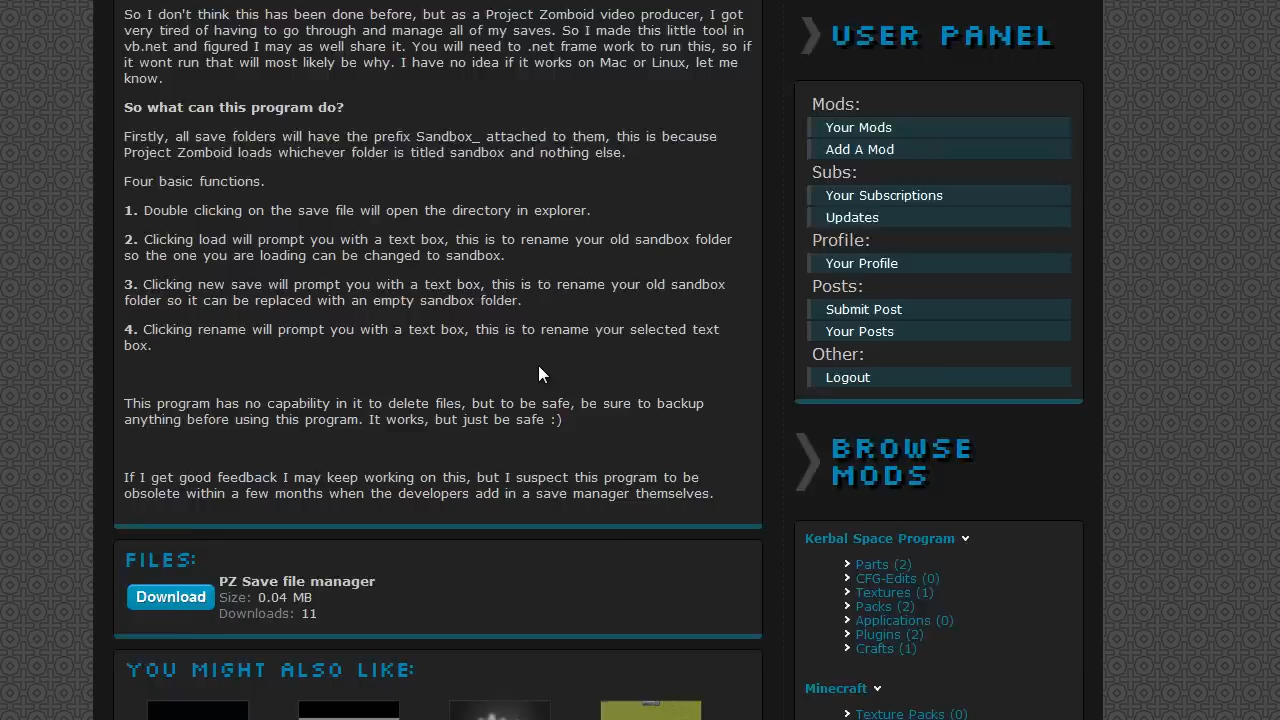 So I don't think this has been done before, but as a Project Zomboid video producer, I got
very tired of having to go through and manage all of my saves. So I made this little tool in
vb.net and figured I may as well share it. You will need to .net frame work to run this, so if
it wont run that will most likely be why. I have no idea if it works on Mac or Linux, let me
know.
So what can this program do?
Firstly, all save folders will have the prefix Sandbox_ attached to them, this is because
Project Zomboid loads whichever folder is titled sandbox and nothing else.
Four basic functions.
1. Double clicking on the save file will open the directory in explorer.
2. Clicking load will prompt you with a text box, this is to rename your old sandbox folder
so the one you are loading can be changed to sandbox.
3. Clicking new save will prompt you with a text box, this is to rename your old sandbox
folder so it can be replaced with an empty sandbox folder.
4. Clicking rename will prompt you with a text box, this is to rename your selected text
box.
This program has no capability in it to delete files, but to be safe, be sure to backup
anything before using this program. It works, but just be safe :)
If I get good feedback I may keep working on this, but I suspect this program to be
obsolete within a few months when the developers add in a save manager themselves.
FILES:
Download
PZ Save file manager
Size: 0.04 MB
Downloads: 11
YOU MIGHT ALSO LIKE:
USER PANEL
Mods:
Your Mods
Add A Mod
Subs:
Your Subscriptions
Updates
Profile:
Your Profile
Posts:
Submit Post
Your Posts
Other:
Logout
BROWSE
MODS
Kerbal Space Program
Parts (2)
CFG-Edits (0)
Textures (1)
Packs (2)
Applications (0)
Plugins (2)
Crafts (1)
Minecraft
Texture Packs (0)